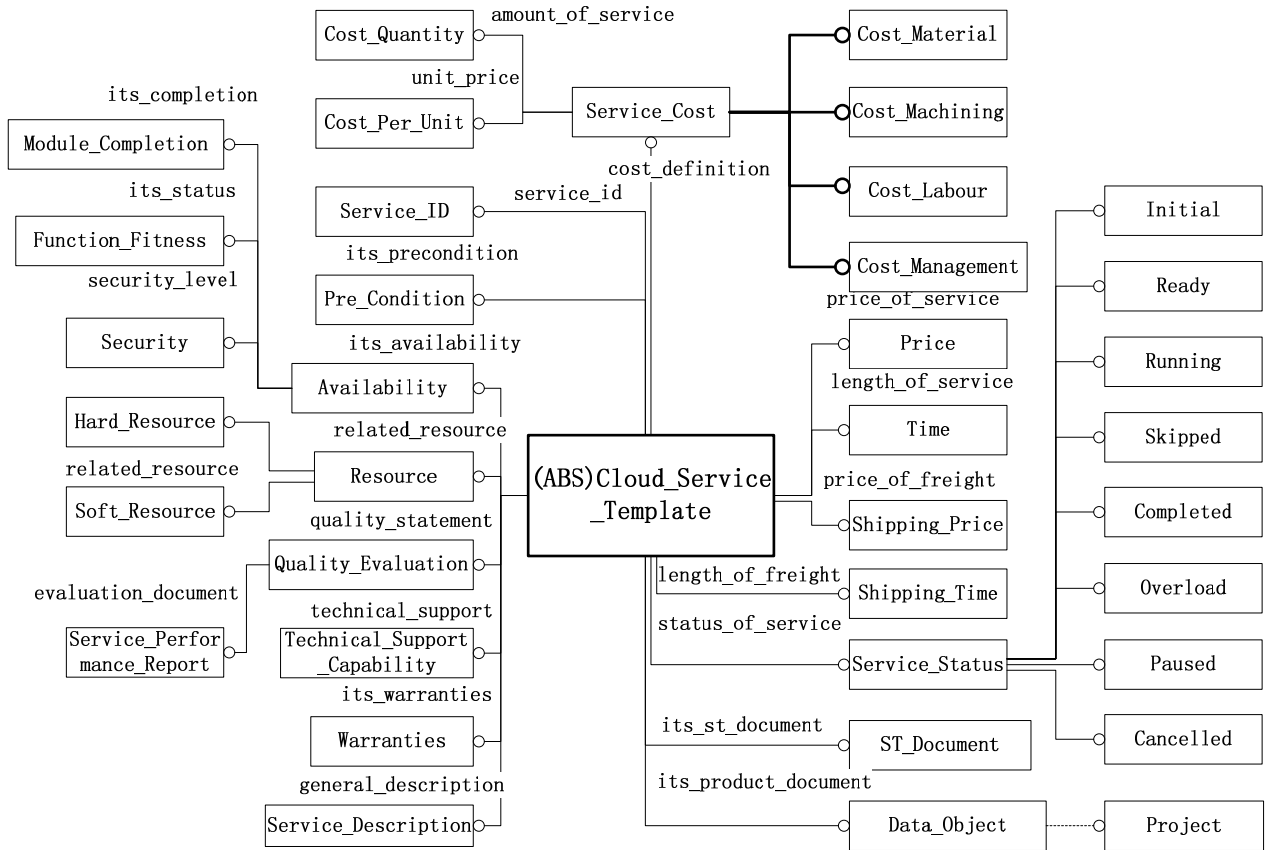 amount_of_service
Cost_Quantity
Cost_Material
unit_price
its_completion
Service_Cost
Cost_Machining
Cost_Per_Unit
Module_Completion
cost_definition
its_status
service_id
Cost_Labour
Service_ID
Initial
Function_Fitness
its_precondition
security_level
Cost_Management
Pre_Condition
price_of_service
Ready
Security
its_availability
Price
Running
Availability
length_of_service
Hard_Resource
related_resource
Time
Skipped
related_resource
Resource
(ABS)Cloud_Service
_Template
price_of_freight
Soft_Resource
quality_statement
Shipping_Price
Completed
Quality_Evaluation
length_of_freight
evaluation_document
Shipping_Time
Overload
technical_support
status_of_service
Service_Perfor
mance_Report
Technical_Support
_Capability
Service_Status
Paused
its_warranties
its_st_document
Warranties
ST_Document
Cancelled
general_description
its_product_document
Service_Description
Data_Object
Project